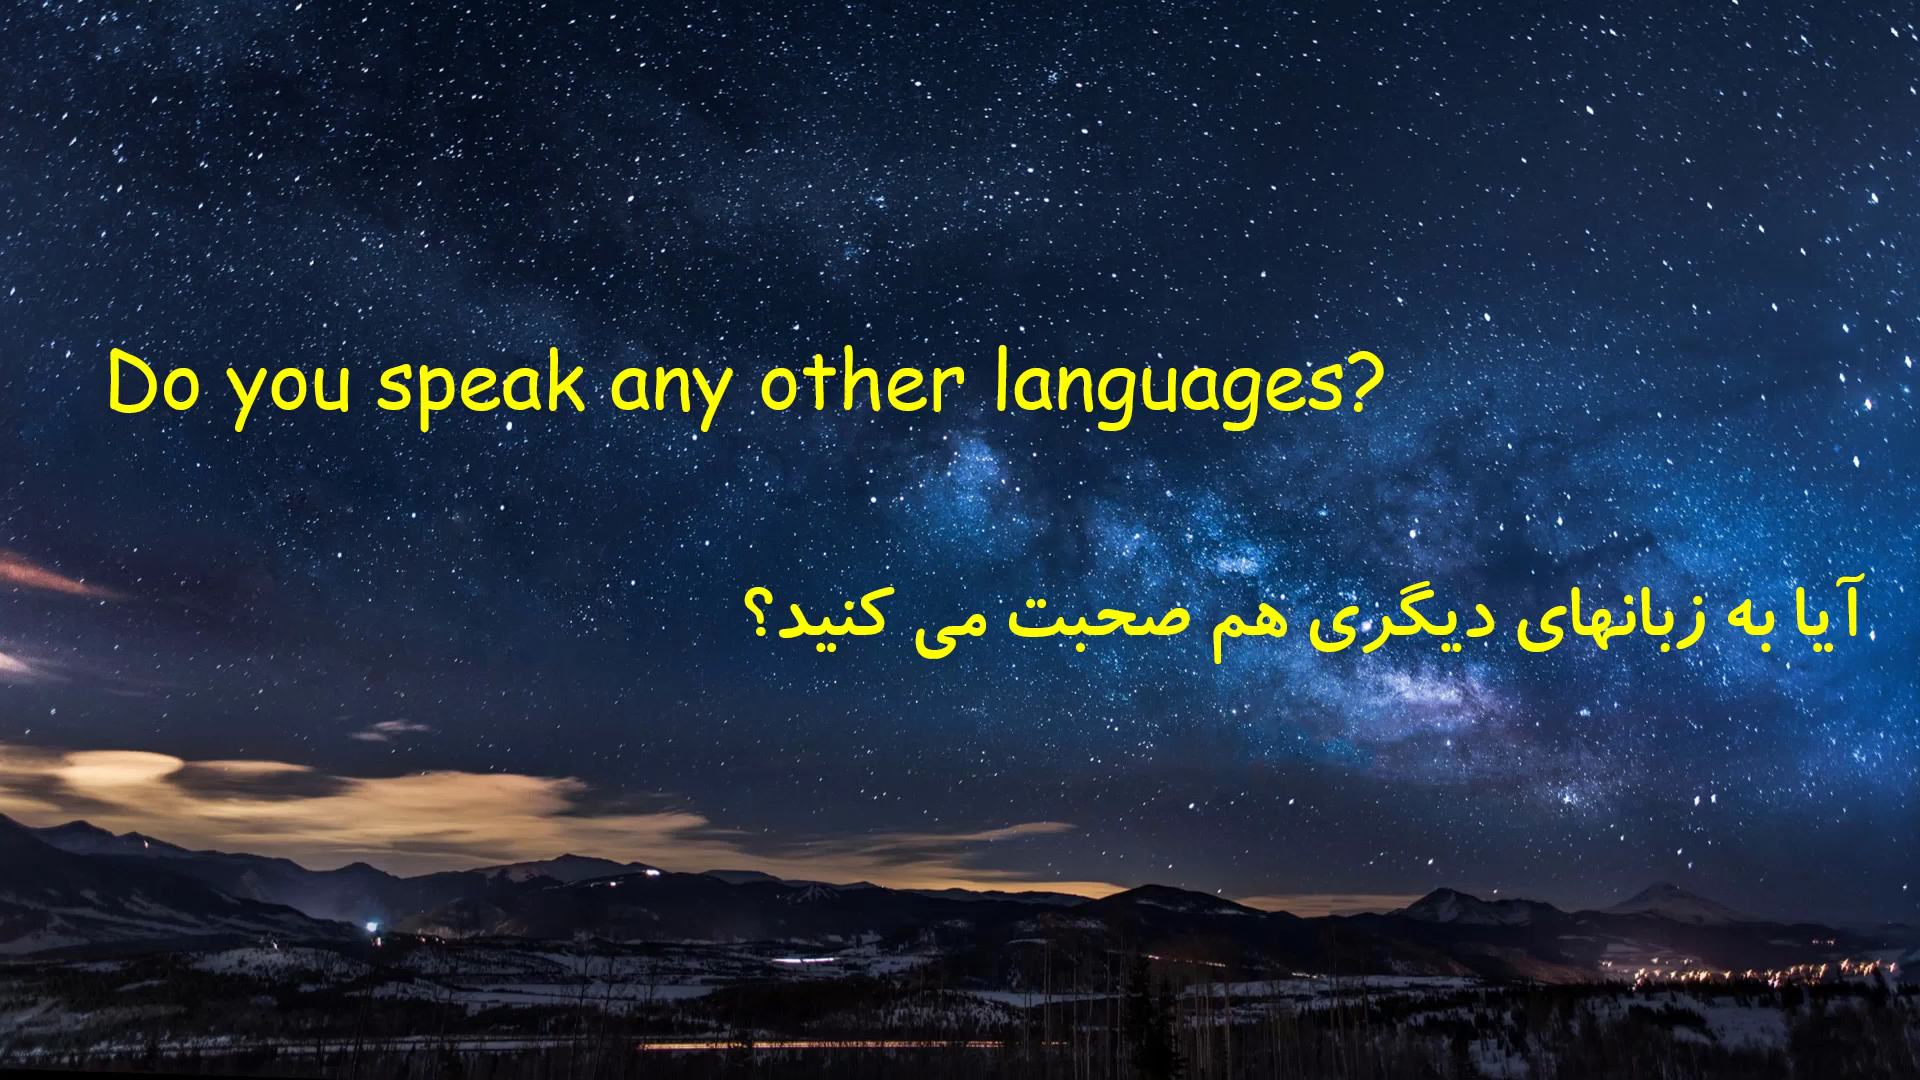 Do you speak any other languages?
آیا به زبانهای دیگری هم صحبت می کنید؟